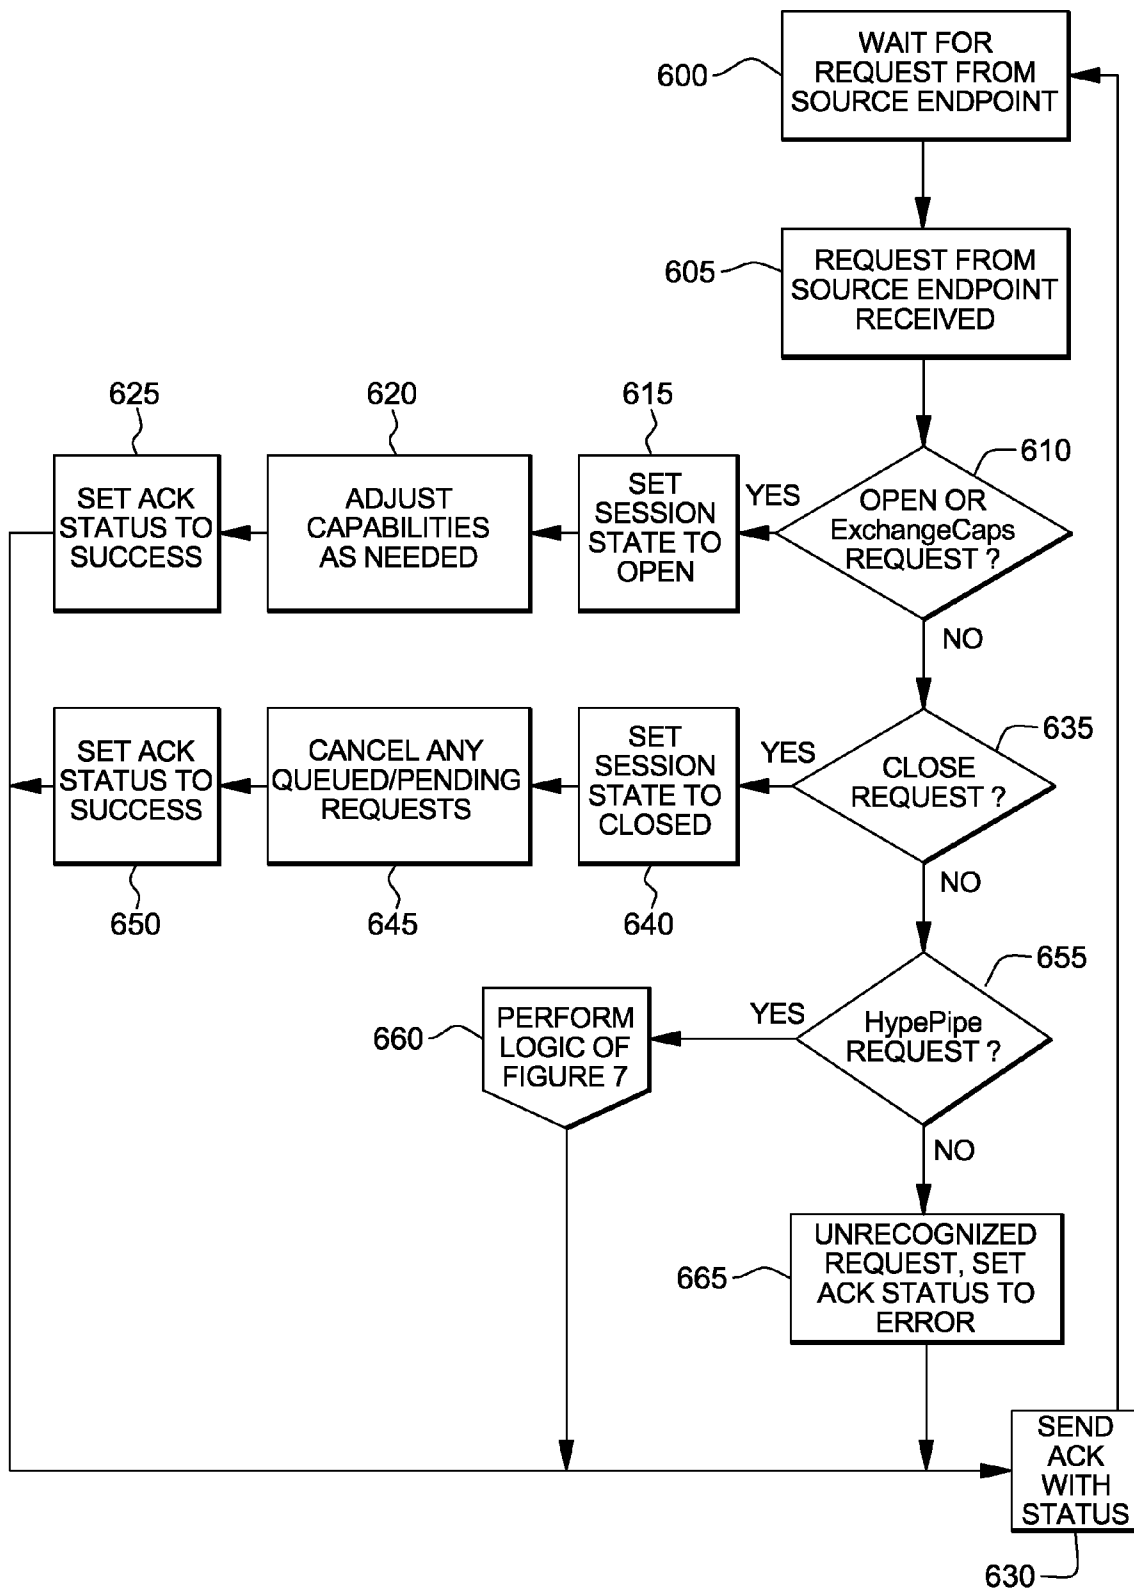 WAIT FOR
REQUEST FROM
SOURCE ENDPOINT
600
REQUEST FROM
SOURCE ENDPOINT
RECEIVED
605
625
620
615
610
SET ACK
STATUS TO
SUCCESS
ADJUST
CAPABILITIES
AS NEEDED
SET
SESSION
STATE TO
OPEN
YES
OPEN OR
ExchangeCaps
REQUEST ?
NO
635
SET ACK
STATUS TO
SUCCESS
CANCEL ANY
QUEUED/PENDING
REQUESTS
SET
SESSION
STATE TO
CLOSED
YES
CLOSE
REQUEST ?
NO
650
645
640
655
660
PERFORM
LOGIC OF
FIGURE 7
YES
HypePipe
REQUEST ?
NO
665
UNRECOGNIZED
REQUEST, SET
ACK STATUS TO
ERROR
SEND
ACK
WITH
STATUS
630